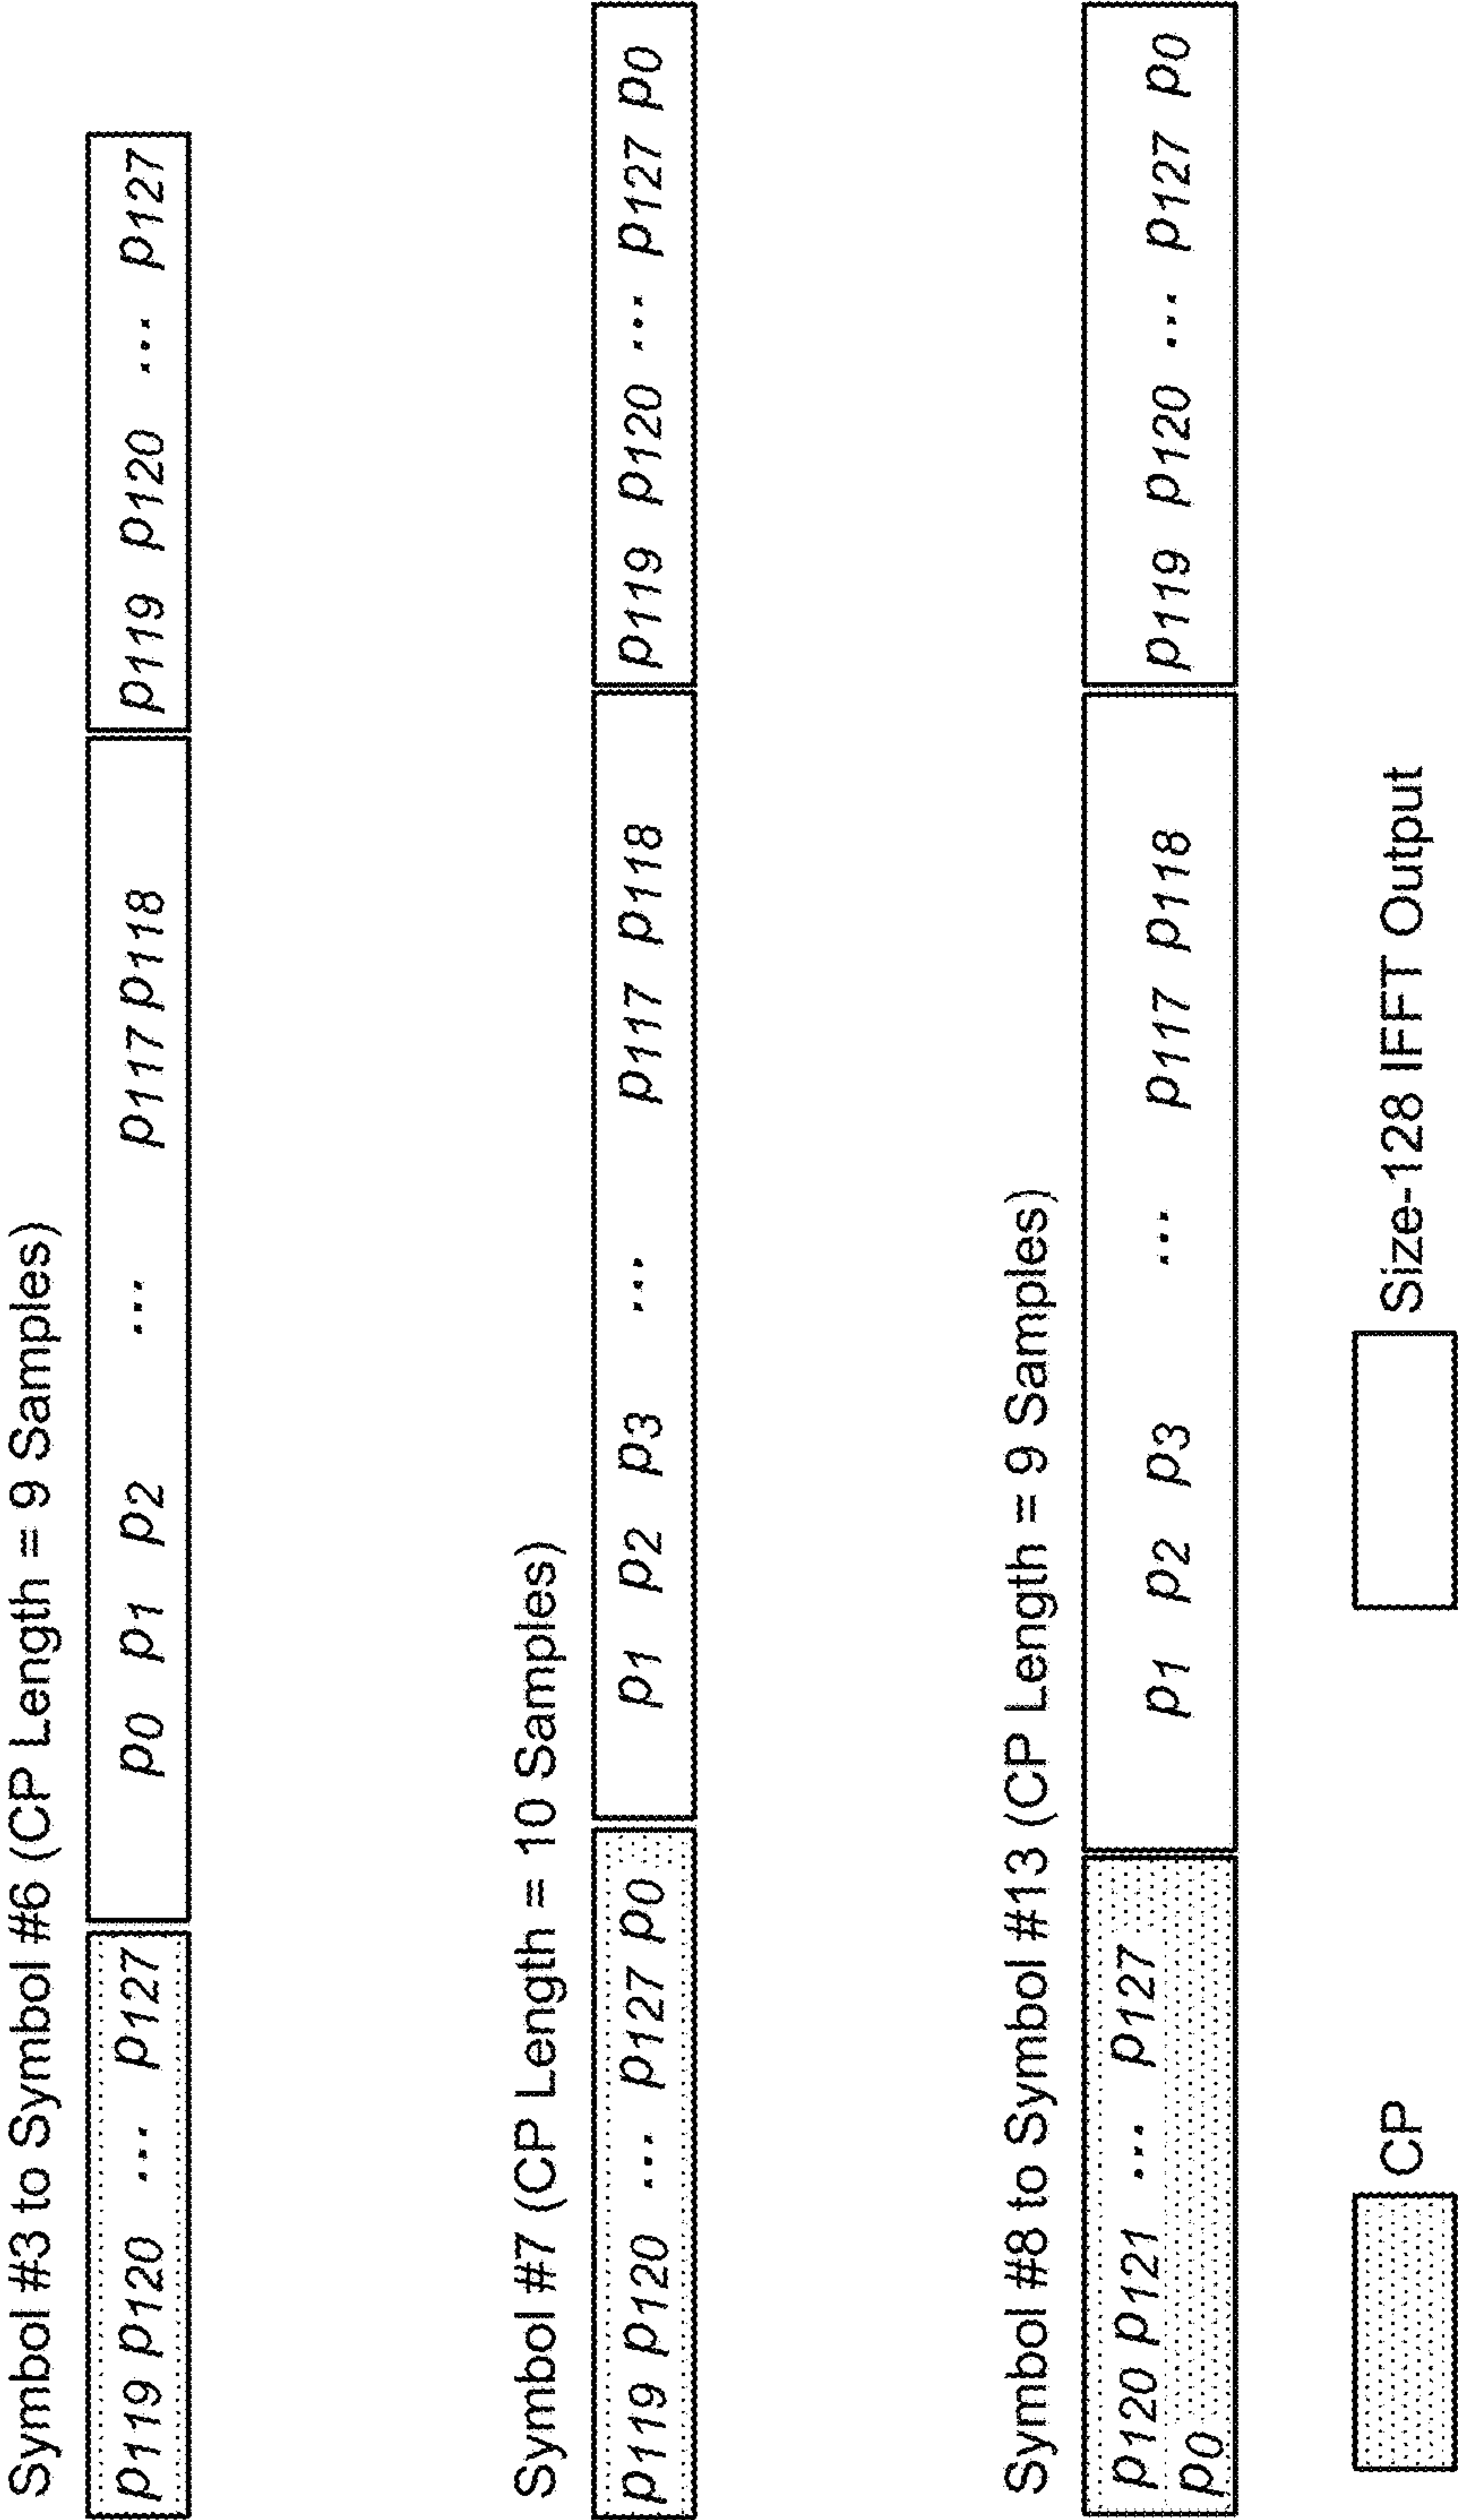 Symbol #3 to Symbol #6 (CP Length = 9 Samples)
p119 p120 ... p127 p0 p1 p2 ... p117 p118 p119 p120 ... p127
Symbol #7 (CP Length = 10 Samples)
p119 p120 ... p127 p0 p1 p2 p3 ... p117 p118 p119 p120 ... p127 p0
Symbol #8 to Symbol #13 (CP Length = 9 Samples)
p120 p121 ... p127 p1 p2 p3 ... p117 p118 p119 p120 ... p127 p0
p0
CP Size-128 IFFT Output